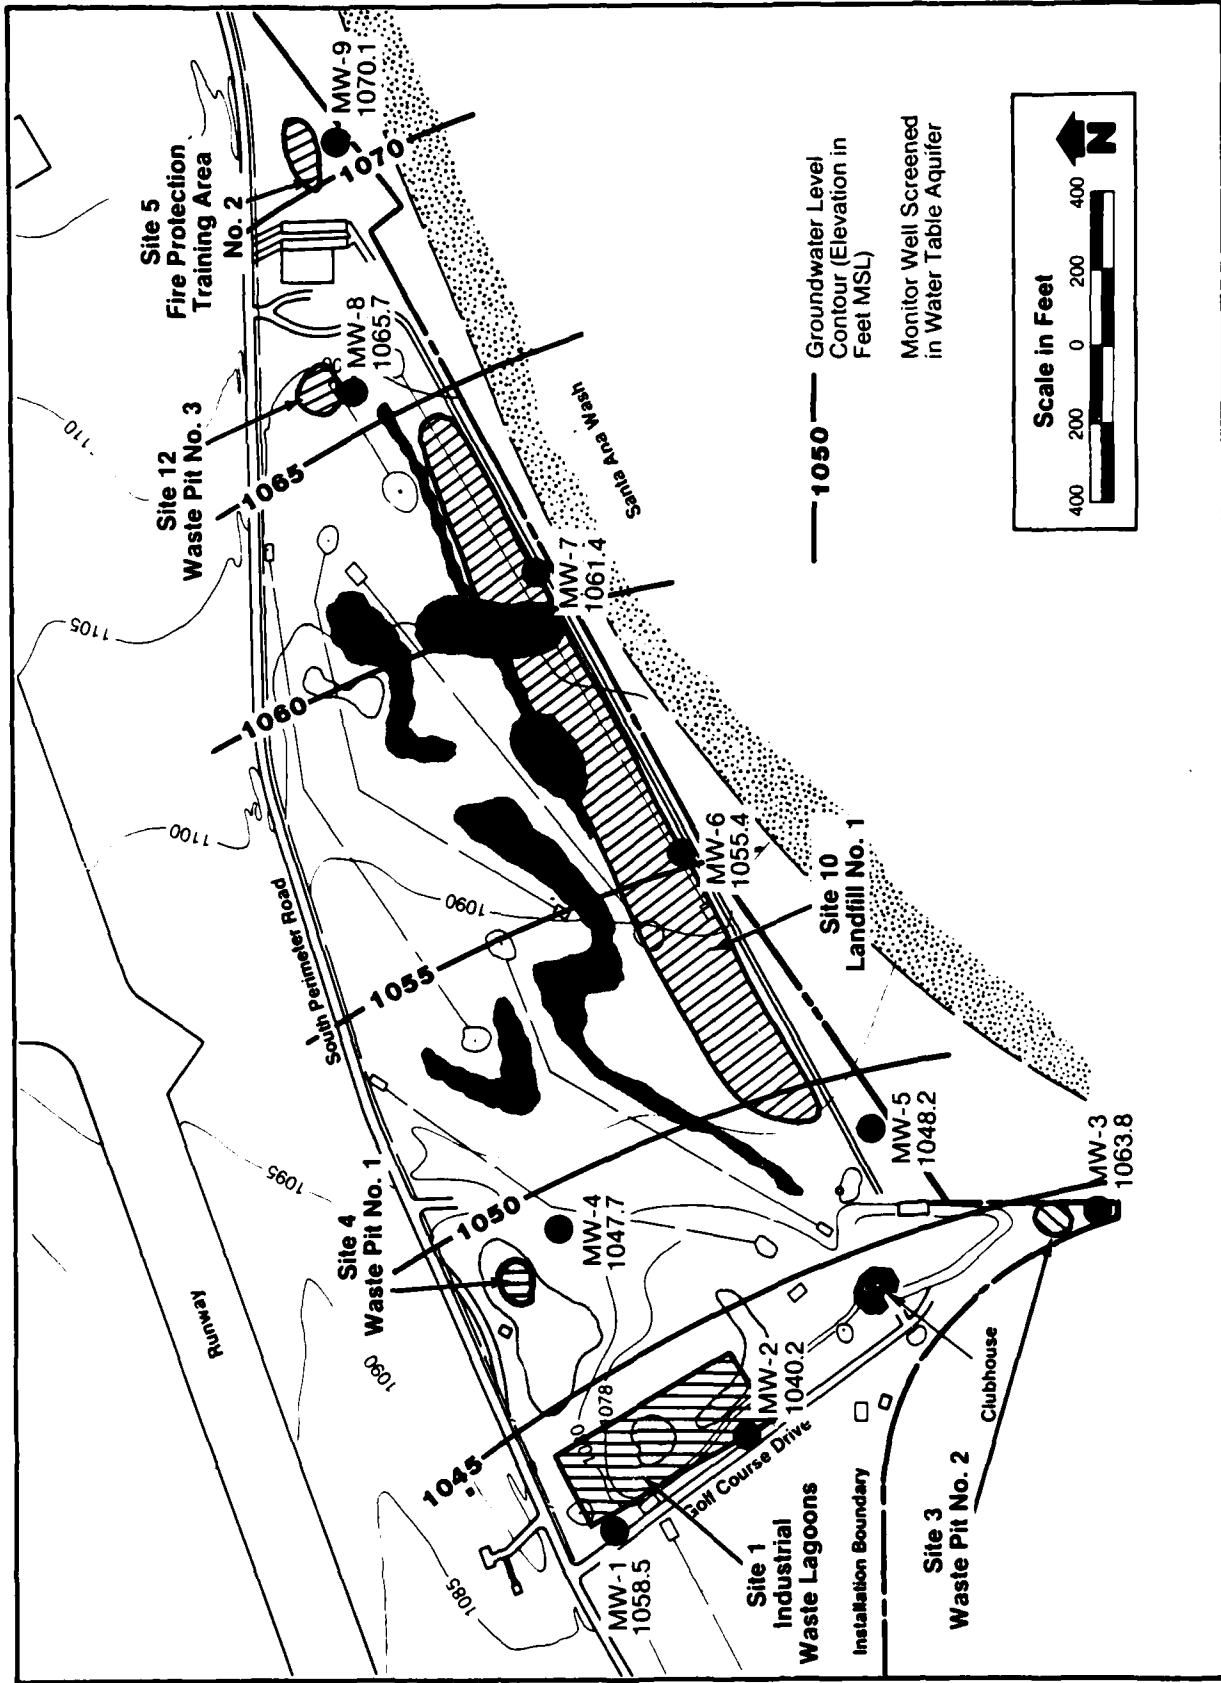 Site 5
Fire Protection
Training Area
No. 2
MW-9
1070.1
1070
Site 12
Waste Pit No. 3
MW-8
1065.7
110
1065
Santa Ana Wash
MW-7
1061.4
1105
1060
1100
South Perimeter Road
1090
1055
MW-6
1055.4
Site 10
Landfill No. 1
1095
Runway
Site 4
Waste Pit No. 1
1050
MW-4
1047.7
MW-5
1048.2
MW-3
1063.8
1090
1045
1078
MW-2
1040.2
Golf Course Drive
Clubhouse
1085
MW-1
1058.5
Site 1
Industrial
Waste Lagoons
Installation Boundary
Site 3
Waste Pit No. 2
1050
Groundwater Level
Contour (Elevation in
Feet MSL)
Monitor Well Screened
in Water Table Aquifer
Scale in Feet
400 200 0 200 400
N